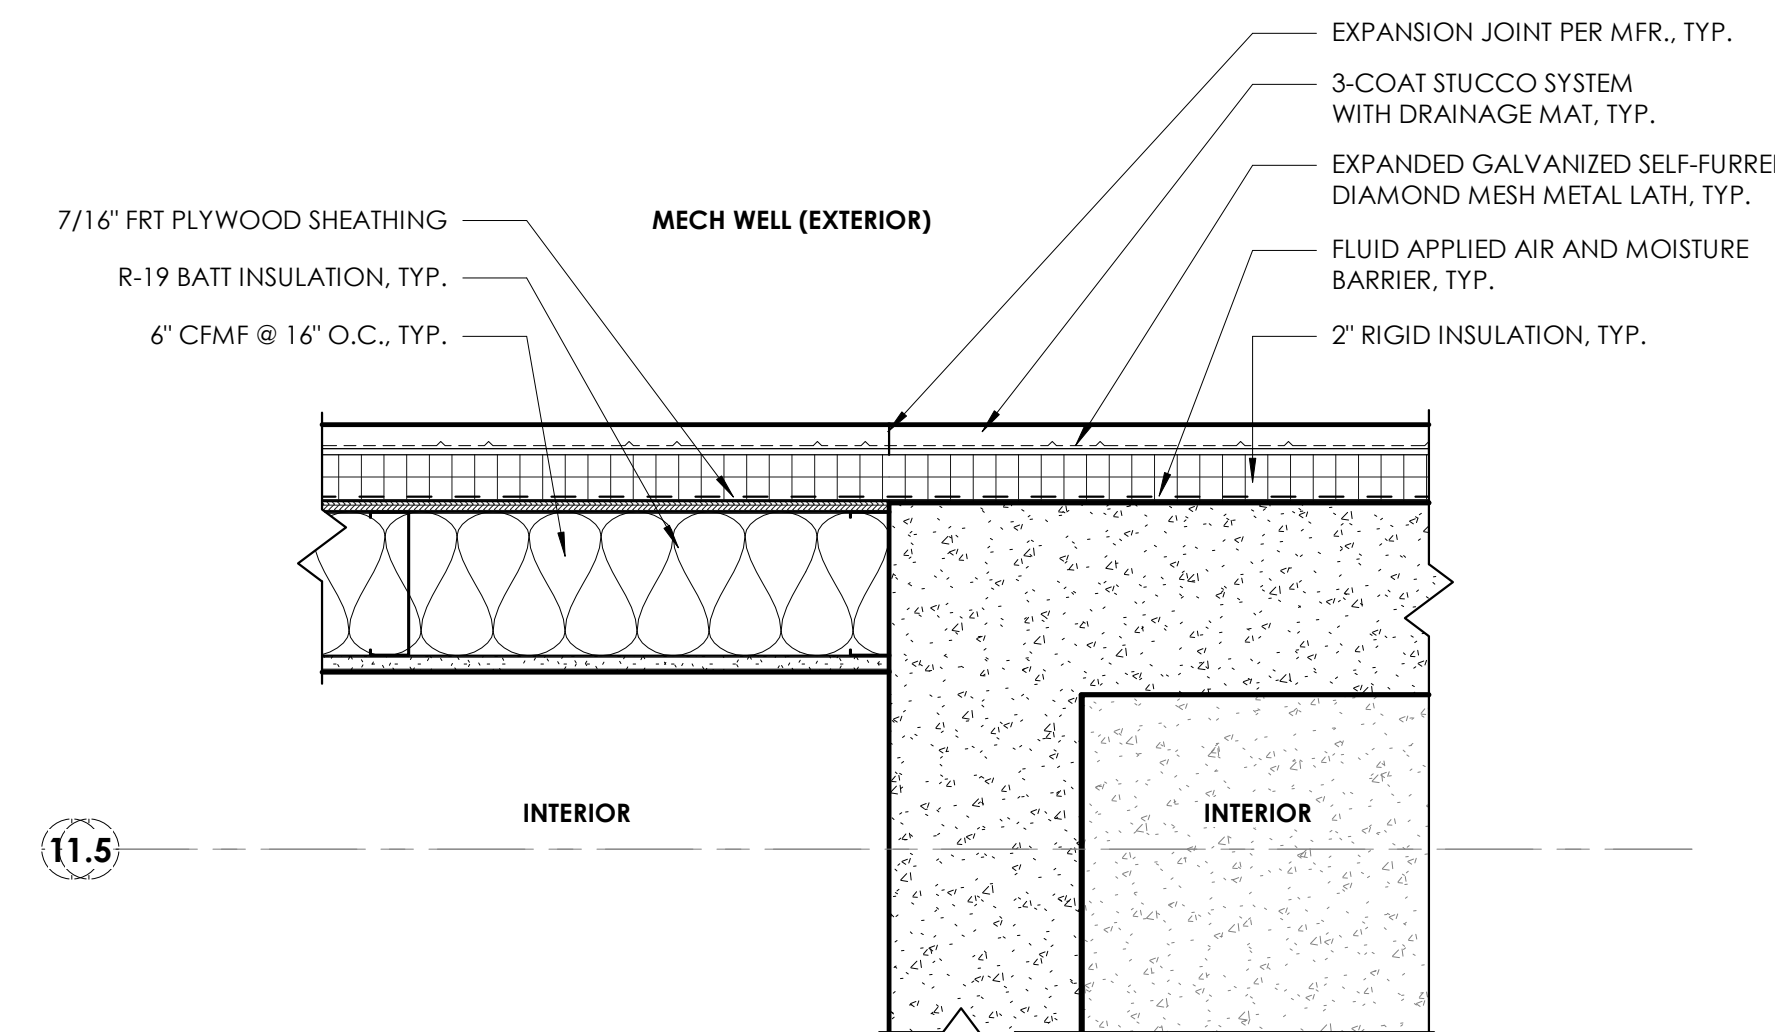 EXPANSION JOINT PER MFR., TYP.
3-COAT STUCCO SYSTEM
WITH DRAINAGE MAT, TYP.
EXPANDED GALVANIZED SELF-FURRE
DIAMOND MESH METAL LATH, TYP.
FLUID APPLIED AIR AND MOISTURE
BARRIER, TYP.
2" RIGID INSULATION, TYP.
7/16" FRT PLYWOOD SHEATHING
R-19 BATT INSULATION, TYP.
6" CFMF @ 16" O.C., TYP.
MECH WELL (EXTERIOR)
INTERIOR
INTERIOR
11.5